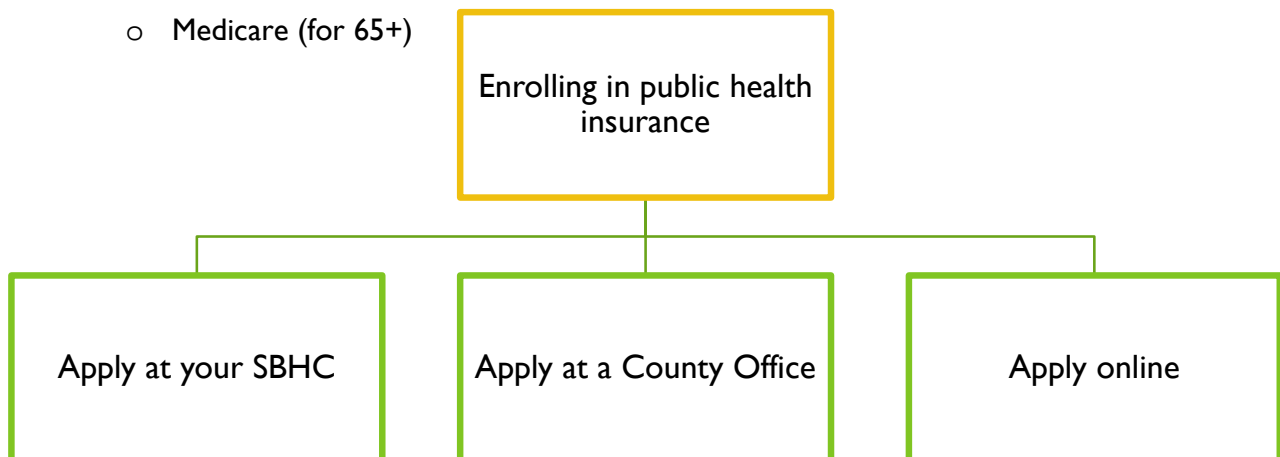 o Medicare (for 65+)
Enrolling in public health
insurance
Apply at your SBHC
Apply at a County Office
Apply online